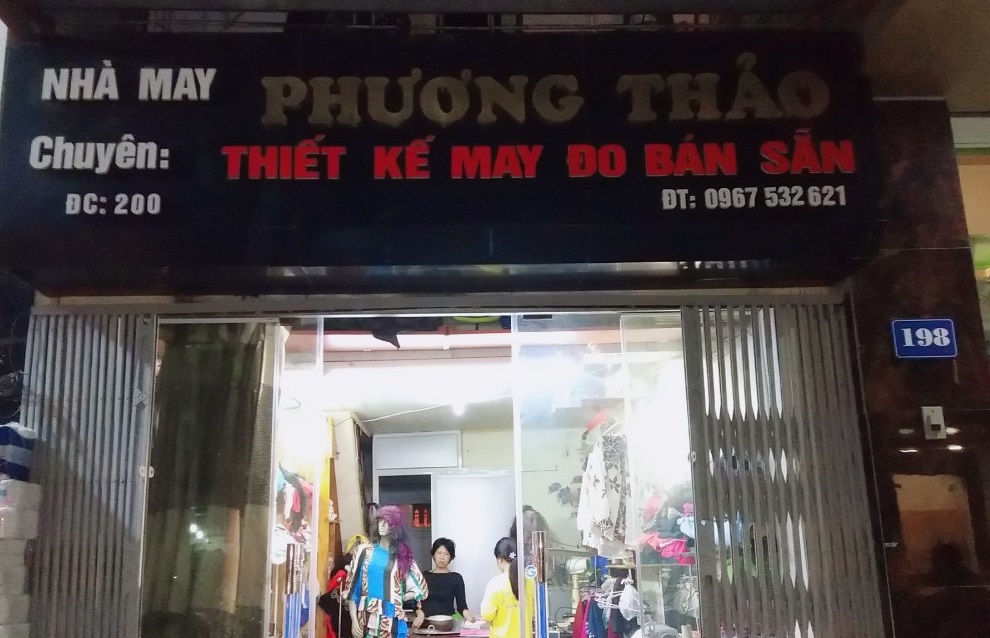 NHÀ MAY PHƯƠNG THẢO
Chuyên: THIẾT KẾ MAY ĐO BÁN SẴN
ĐC: 200
ĐT: 0967 532 621
198